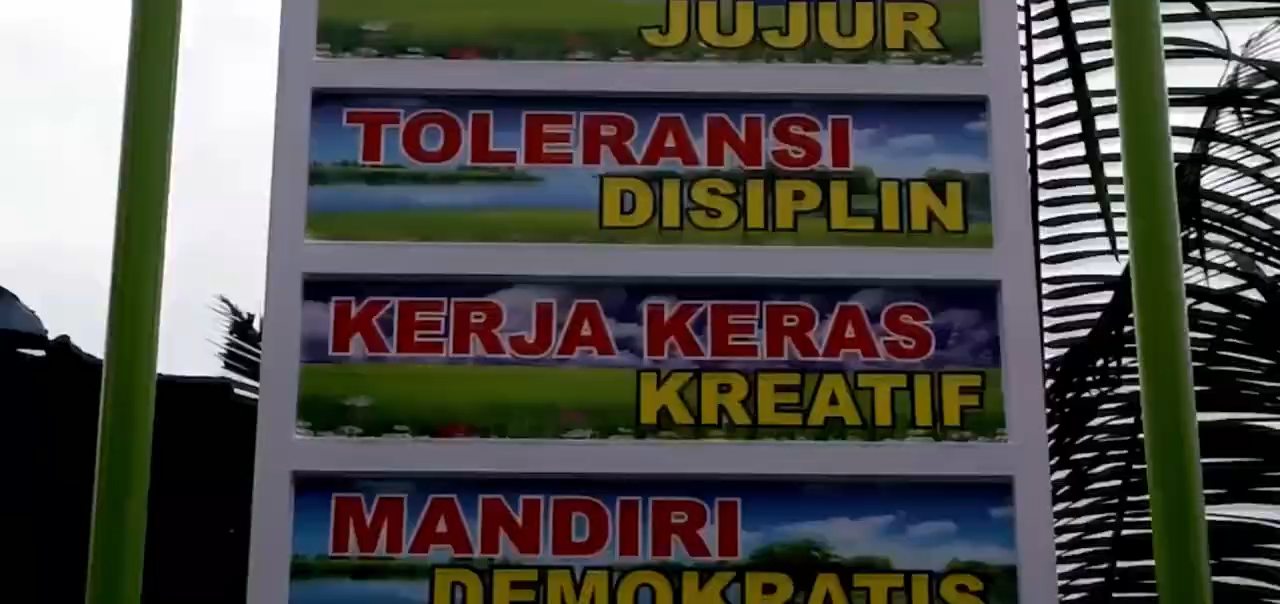 JUJUR
TOLERANSI
DISIPLIN
KERJA KERAS
KREATIF
MANDIRI
DEMOKRATIS